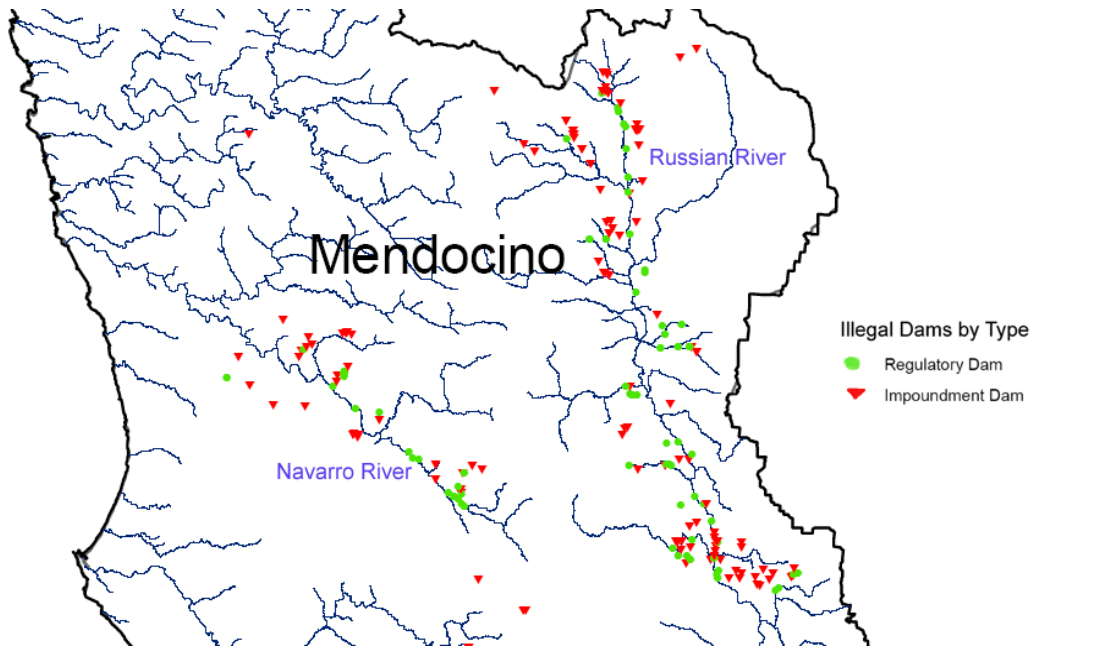 Russian River
Mendocino
Illegal Dams by Type
Regulatory Dam
Impoundment Dam
Navarro River